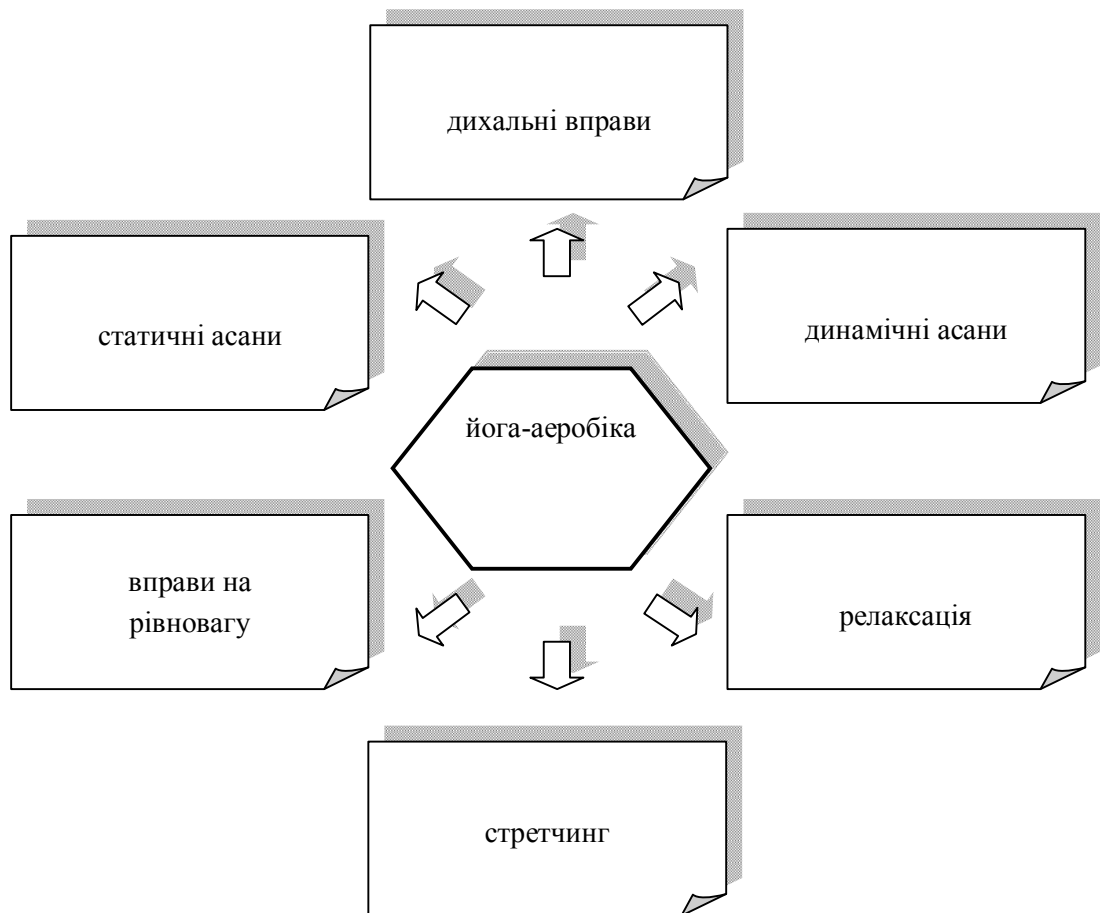 дихальні вправи
статичні асани
динамічні асани
йога-аеробіка
вправи на
рівновагу
релаксація
стретчинг